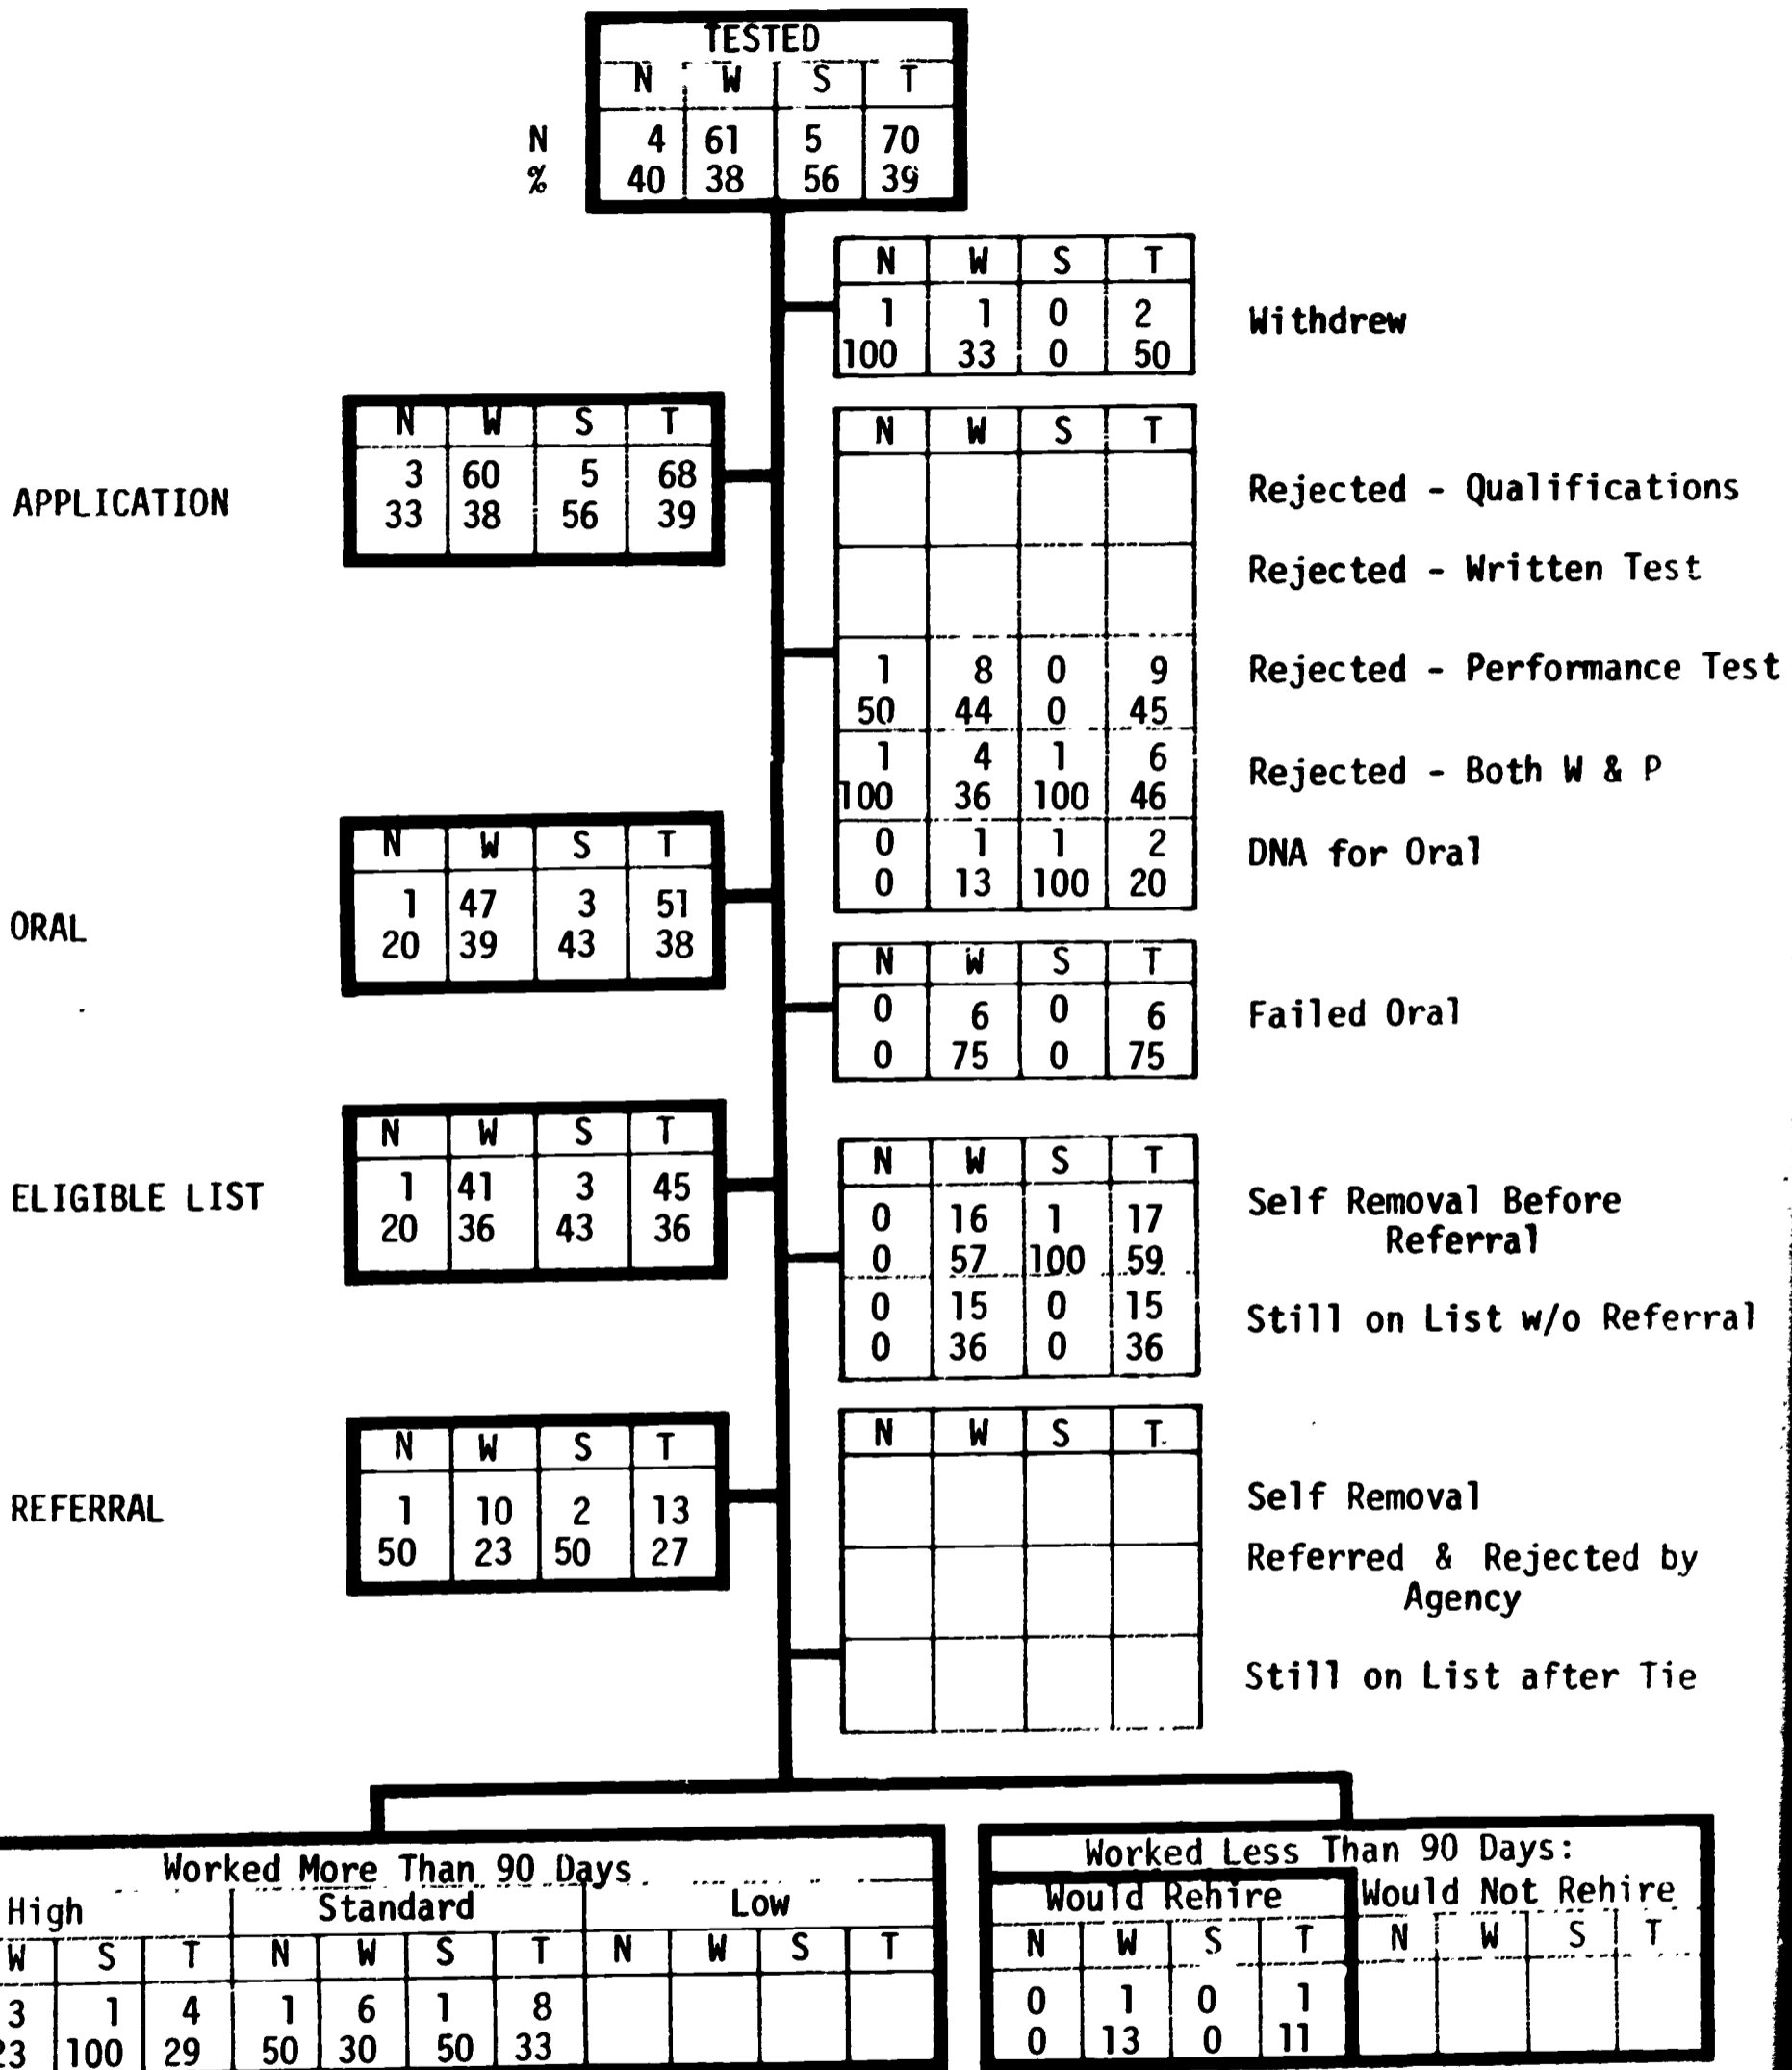 TESTED
N W S T
N 4 61 5 70
% 40 38 56 39
N W S T
1 1 0 2 Withdrew
100 33 0 50
N W S T
APPLICATION 3 60 5 68
33 38 56 39
N W S T
Rejected - Qualifications
Rejected - Written Test
1 8 0 9 Rejected - Performance Test
50 44 0 45
1 4 1 6 Rejected - Both W & P
100 36 100 46
0 1 1 2 DNA for Oral
0 13 100 20
N W S T
ORAL 1 47 3 51
20 39 43 38
N W S T
0 6 0 6 Failed Oral
0 75 0 75
N W S T
ELIGIBLE LIST 1 41 3 45
20 36 43 36
N W S T
0 16 1 17 Self Removal Before
Referral
0 57 100 59
0 15 0 15 Still on List w/o Referral
0 36 0 36
N W S T
REFERRAL 1 10 2 13
50 23 50 27
N W S T
Self Removal
Referred & Rejected by
Agency
Still on List after Tie
Worked More Than 90 Days
High Standard Low
W S T N W S T N W S T
3 1 4 1 6 1 8
23 100 29 50 30 50 33
Worked Less Than 90 Days:
Would Rehire Would Not Rehire
N W S T N W S T
0 1 0 1
0 13 0 11